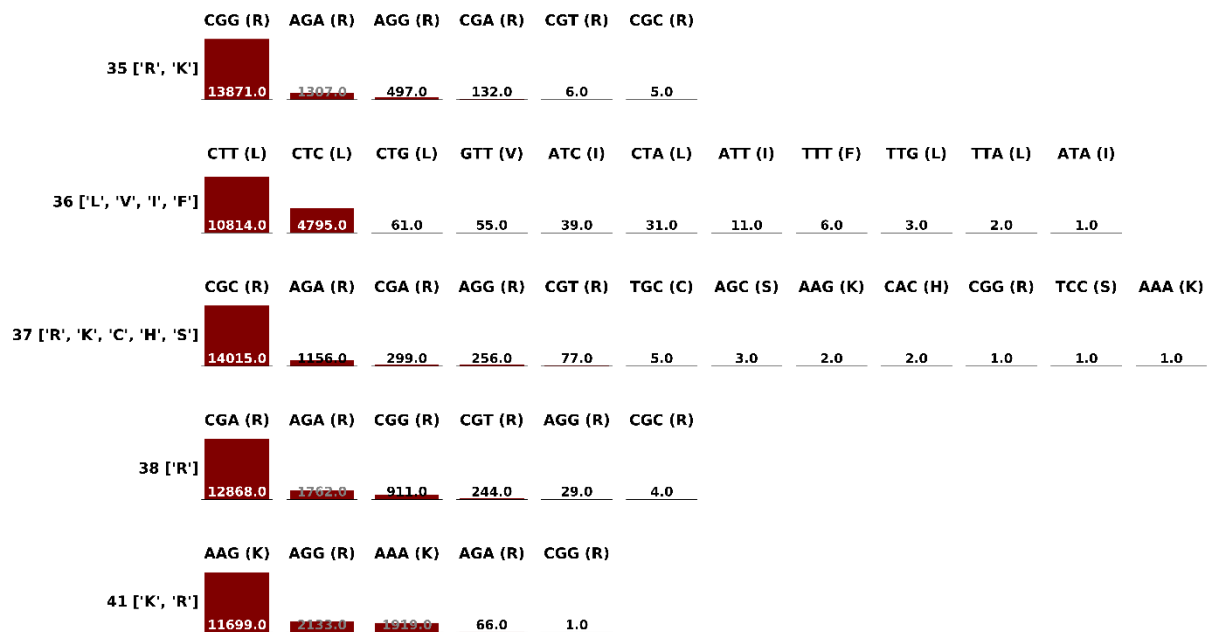 CGG (R) AGA (R) AGG (R) CGA (R) CGT (R) CGC (R)
35 ['R', 'K']
13871.0 1307.0 497.0 132.0 6.0 5.0
CTT (L) CTC (L) CTG (L) GTT (V) ATC (I) CTA (L) ATT (I) TTT (F) TTG (L) TTA (L) ATA (I)
36 ['L', 'V', 'I', 'F']
10814.0 4795.0 61.0 55.0 39.0 31.0 11.0 6.0 3.0 2.0 1.0
CGC (R) AGA (R) CGA (R) AGG (R) CGT (R) TGC (C) AGC (S) AAG (K) CAC (H) CGG (R) TCC (S) AAA (K)
37 ['R', 'K', 'C', 'H', 'S']
14015.0 1156.0 299.0 256.0 77.0 5.0 3.0 2.0 2.0 1.0 1.0 1.0
CGA (R) AGA (R) CGG (R) CGT (R) AGG (R) CGC (R)
38 ['R']
12868.0 1762.0 911.0 244.0 29.0 4.0
AAG (K) AGG (R) AAA (K) AGA (R) CGG (R)
41 ['K', 'R']
11699.0 2133.0 1919.0 66.0 1.0